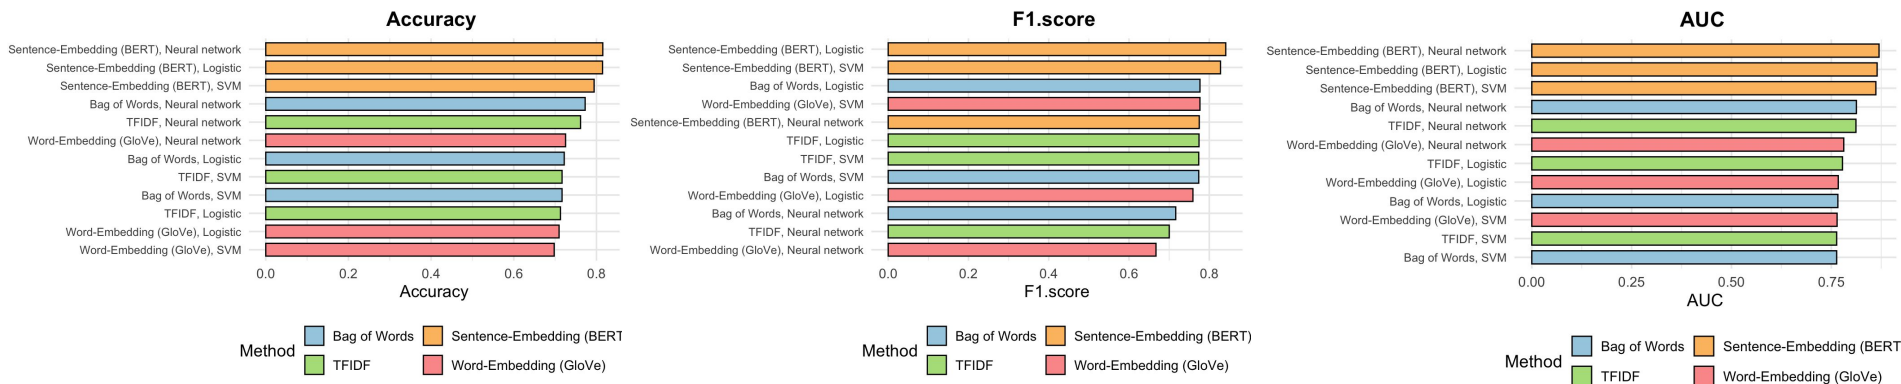 Accuracy
Sentence-Embedding (BERT), Neural network
Sentence-Embedding (BERT), Logistic
Sentence-Embedding (BERT), SVM
Bag of Words, Neural network
TFIDF, Neural network
Word-Embedding (GloVe), Neural network
Bag of Words, Logistic
TFIDF, SVM
Bag of Words, SVM
TFIDF, Logistic
Word-Embedding (GloVe), Logistic
Word-Embedding (GloVe), SVM
0.0 0.2 0.4 0.6 0.8
Accuracy
Method
Bag of Words
Sentence-Embedding (BERT
TFIDF
Word-Embedding (GloVe)
F1.score
Sentence-Embedding (BERT), Logistic
Sentence-Embedding (BERT), SVM
Bag of Words, Logistic
Word-Embedding (GloVe), SVM
Sentence-Embedding (BERT), Neural network
TFIDF, Logistic
TFIDF, SVM
Bag of Words, SVM
Word-Embedding (GloVe), Logistic
Bag of Words, Neural network
TFIDF, Neural network
Word-Embedding (GloVe), Neural network
0.0 0.2 0.4 0.6 0.8
F1.score
Method
Bag of Words
Sentence-Embedding (BERT)
TFIDF
Word-Embedding (GloVe)
AUC
Sentence-Embedding (BERT), Neural network
Sentence-Embedding (BERT), Logistic
Sentence-Embedding (BERT), SVM
Bag of Words, Neural network
TFIDF, Neural network
Word-Embedding (GloVe), Neural network
TFIDF, Logistic
Word-Embedding (GloVe), Logistic
Bag of Words, Logistic
Word-Embedding (GloVe), SVM
TFIDF, SVM
Bag of Words, SVM
0.00 0.25 0.50 0.75
AUC
Method
Bag of Words
Sentence-Embedding (BERT
TFIDF
Word-Embedding (GloVe)